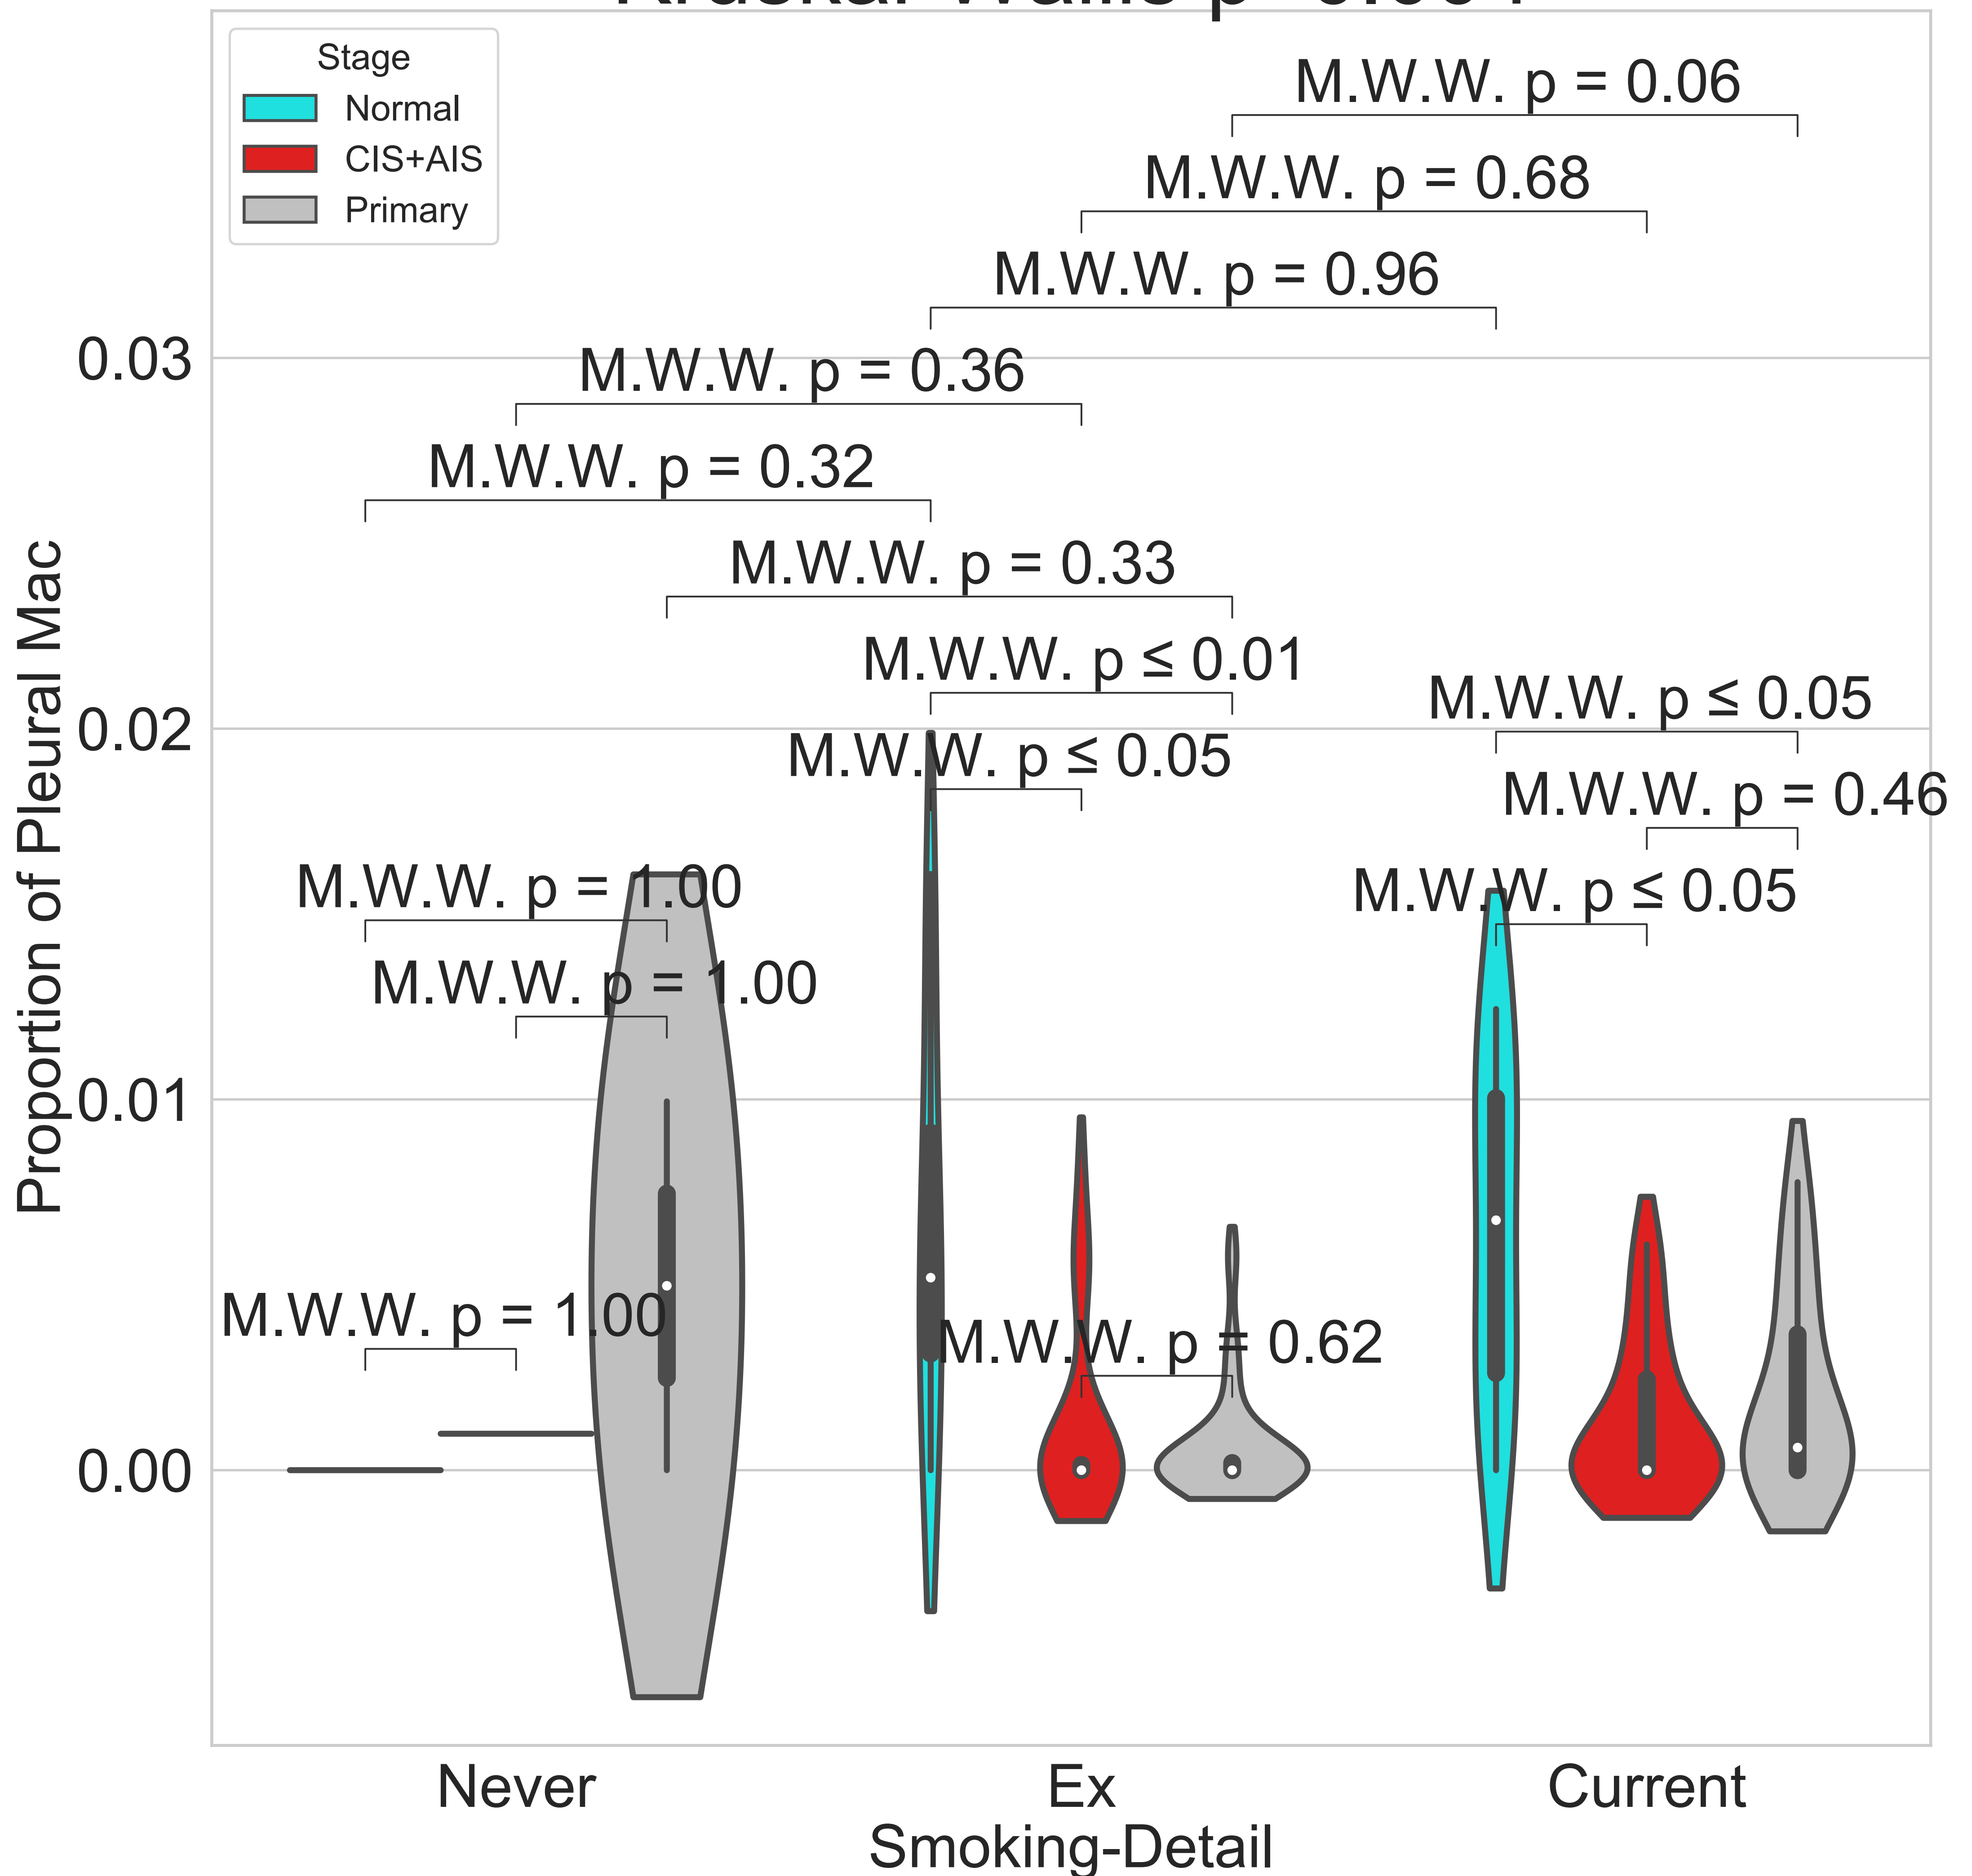 Stage
Normal
CIS+AIS
Primary
M.W.W. p = 0.06
M.W.W. p = 0.68
M.W.W. p = 0.96
M.W.W. p = 0.36
M.W.W. p = 0.32
M.W.W. p = 0.33
M.W.W. p ≤ 0.01
M.W.W. p ≤ 0.05
M.W.W. p ≤ 0.05
M.W.W. p = 0.46
M.W.W. p ≤ 0.05
M.W.W. p = 1.00
M.W.W. p = 1.00
M.W.W. p = 1.00
M.W.W. p = 0.62
0.03
0.02
0.01
0.00
Proportion of Pleural Mac
Never
Ex
Current
Smoking-Detail